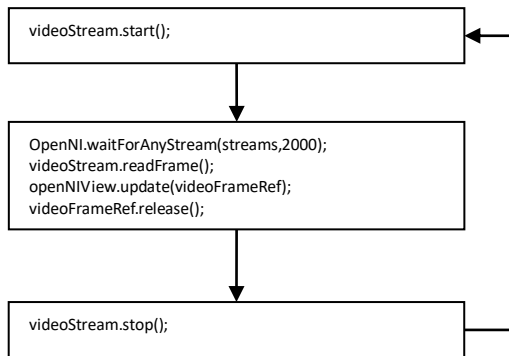 videoStream.start();
OpenNI.waitForAnyStream(streams,2000);
videoStream.readFrame();
openNIView.update(videoFrameRef);
videoFrameRef.release();
videoStream.stop();